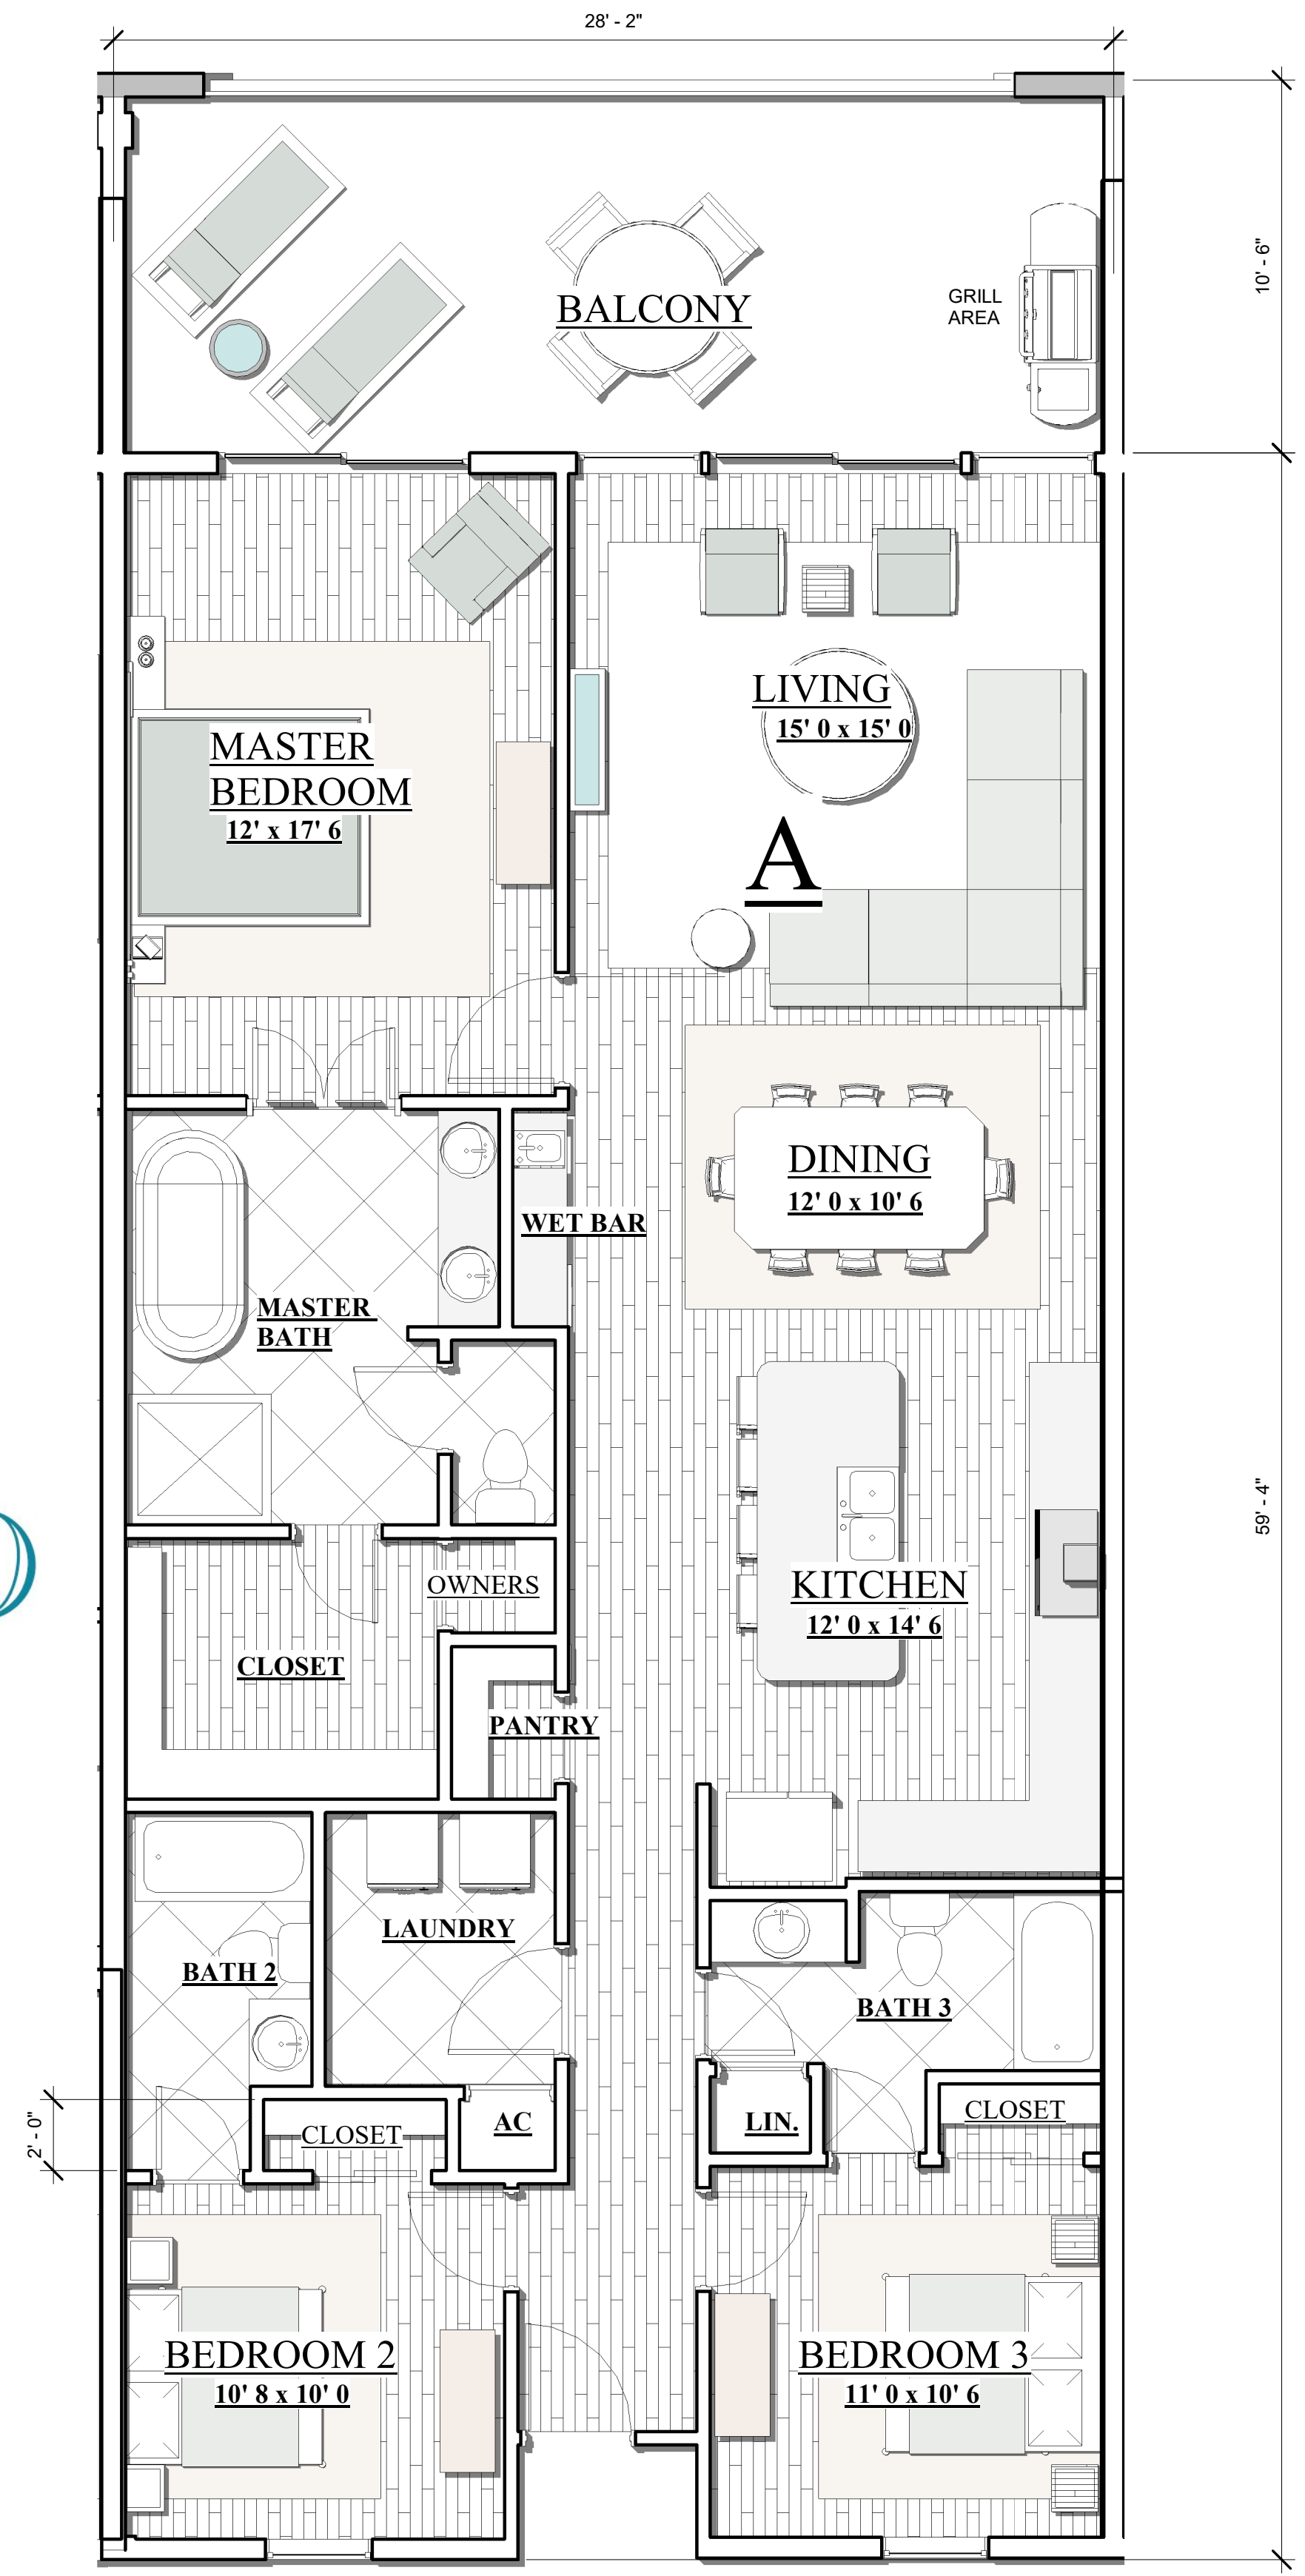 28' - 2"
10' - 6"
GRILL
AREA
BALCONY
LIVING
15' 0 x 15' 0
MASTER
BEDROOM
12' x 17' 6
A
DINING
12' 0 x 10' 6
WET BAR
MASTER
BATH
59' - 4"
OWNERS
KITCHEN
12' 0 x 14' 6
CLOSET
PANTRY
LAUNDRY
BATH 2
BATH 3
2' - 0"
CLOSET
AC
LIN.
CLOSET
BEDROOM 2
10' 8 x 10' 0
BEDROOM 3
11' 0 x 10' 6